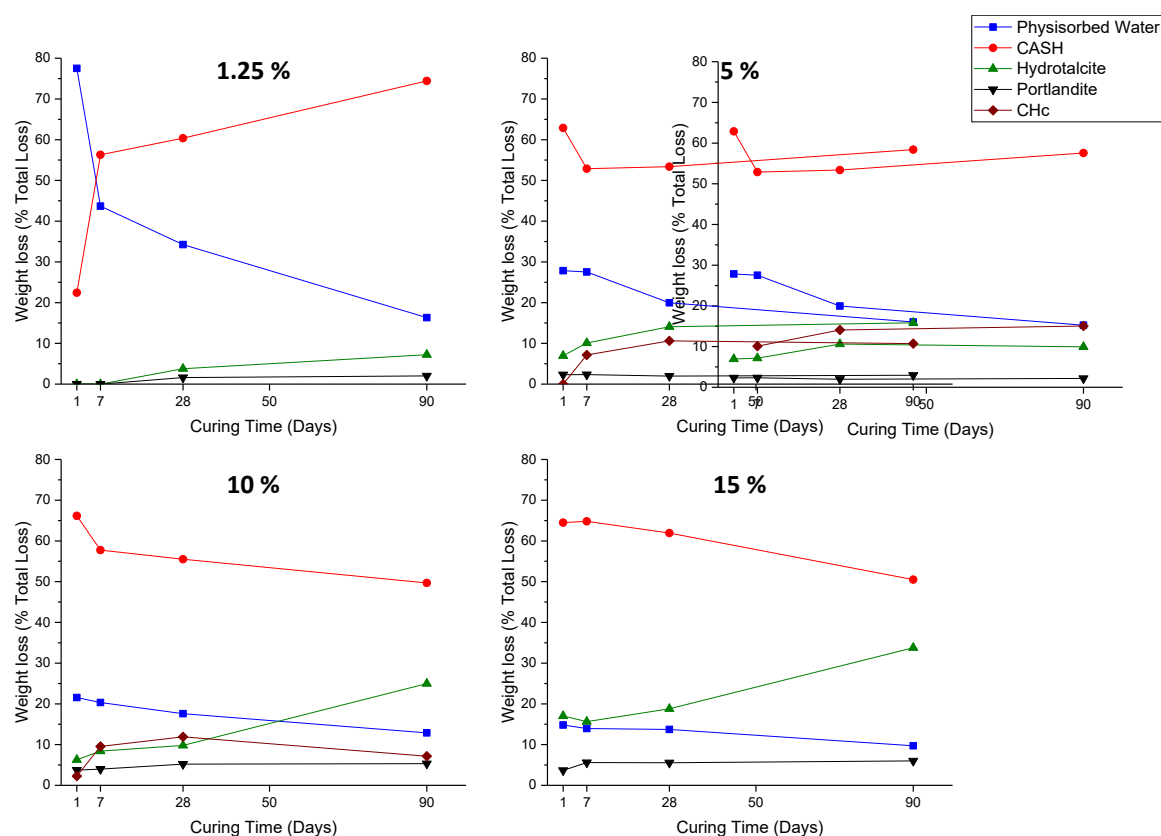 Physisorbed Water
CASH
Hydrotalcite
Portlandite
CHc
1.25 %
80
70
60
50
40
30
20
10
0
Weight loss (% Total Loss)
1 7 28 50 90
Curing Time (Days)
80
70
60
50
40
30
20
10
0
Weight loss (% Total Loss)
1 7 28 50 90
Curing Time (Days)
5 %
80
70
60
50
40
30
20
10
0
Weight loss (% Total Loss)
1 7 28 50 90
Curing Time (Days)
10 %
80
70
60
50
40
30
20
10
0
Weight loss (% Total Loss)
1 7 28 50 90
Curing Time (Days)
15 %
80
70
60
50
40
30
20
10
0
Weight loss (% Total Loss)
1 7 28 50 90
Curing Time (Days)